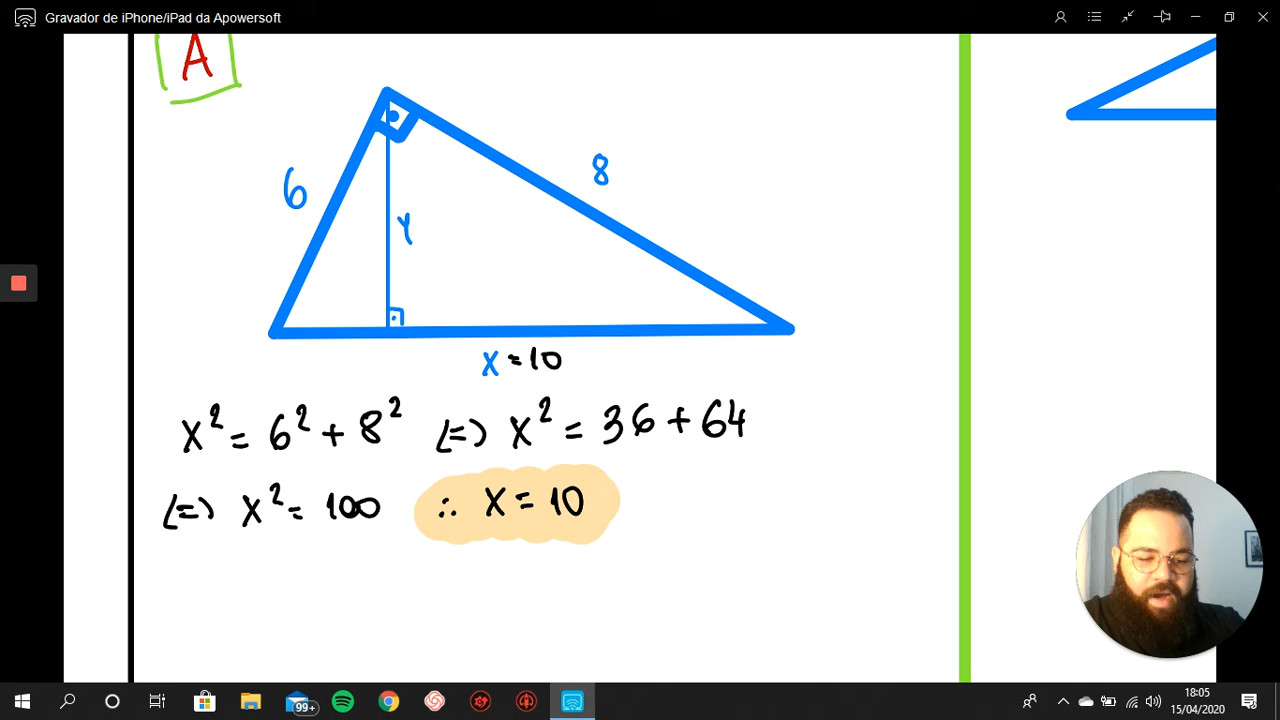 Gravador de iPhone/iPad da Apowersoft
A
6
8
Y
X = 10
X² = 6² + 8² (=) X² = 36 + 64
(=) X² = 100 ∴ X = 10
99+
18:05
15/04/2020